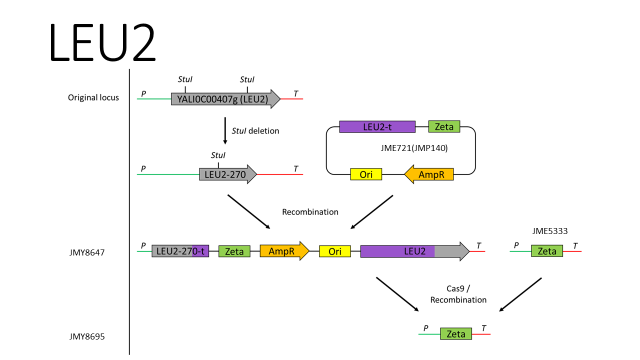 LEU2
StuI StuI
Original locus P YALI0C00407g (LEU2) T
StuI deletion
LEU2-t Zeta
JME721(JMP140)
StuI
P LEU2-270 T
Ori AmpR
Recombination
JME5333
JMY8647 P LEU2-270-t Zeta AmpR Ori LEU2 T P Zeta T
Cas9 /
Recombination
JMY8695 P Zeta T